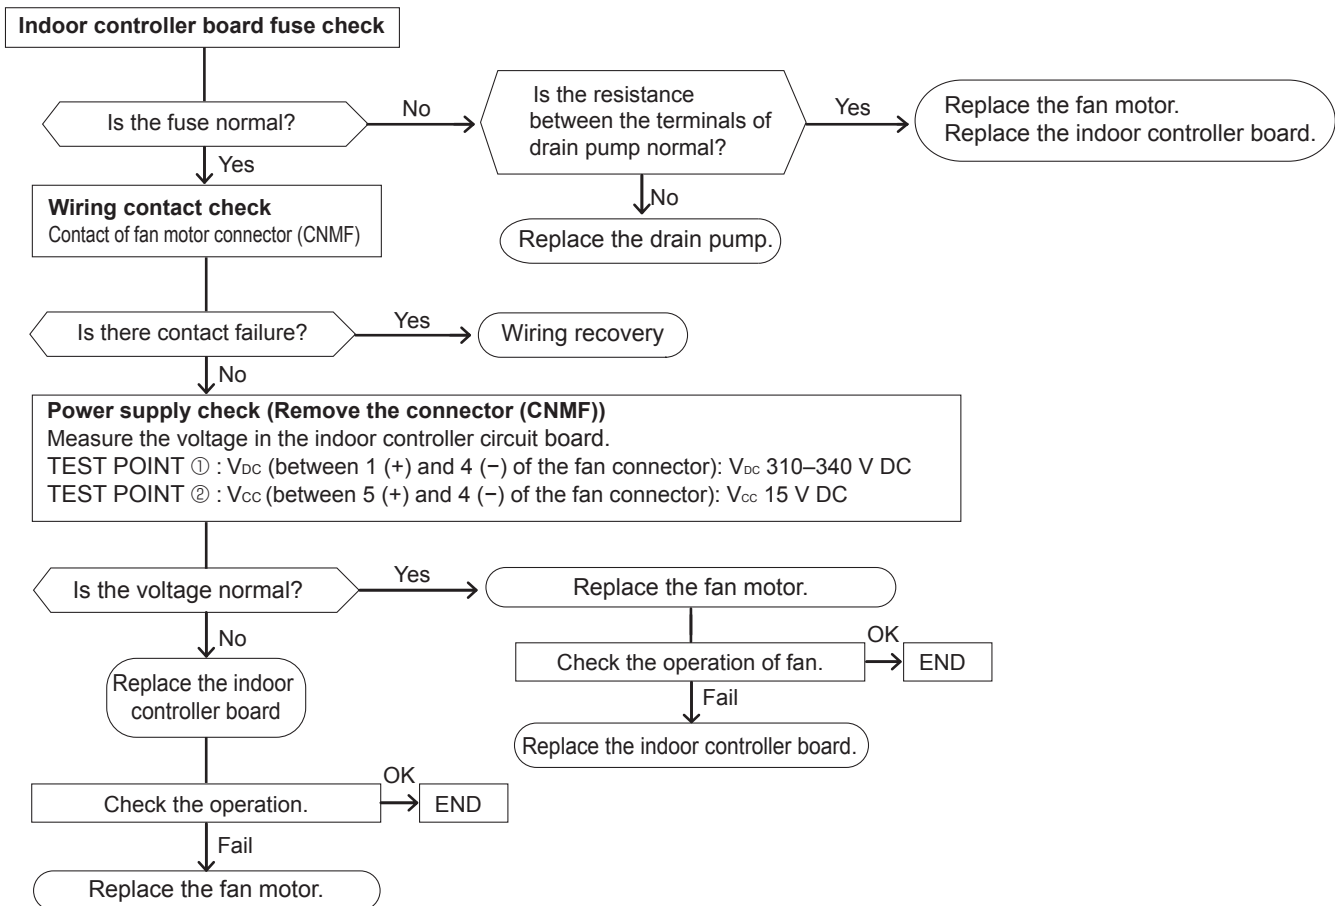 Indoor controller board fuse check
Is the fuse normal?
No
Is the resistance
between the terminals of
drain pump normal?
Yes
Replace the fan motor.
Replace the indoor controller board.
Yes
No
Replace the drain pump.
Wiring contact check
Contact of fan motor connector (CNMF)
Is there contact failure?
Yes
Wiring recovery
No
Power supply check (Remove the connector (CNMF))
Measure the voltage in the indoor controller circuit board.
TEST POINT ① : VDC (between 1 (+) and 4 (−) of the fan connector): VDC 310–340 V DC
TEST POINT ② : VCC (between 5 (+) and 4 (−) of the fan connector): VCC 15 V DC
Is the voltage normal?
Yes
Replace the fan motor.
No
Check the operation of fan.
OK
END
Fail
Replace the indoor controller board.
Replace the indoor
controller board
Check the operation.
OK
END
Fail
Replace the fan motor.